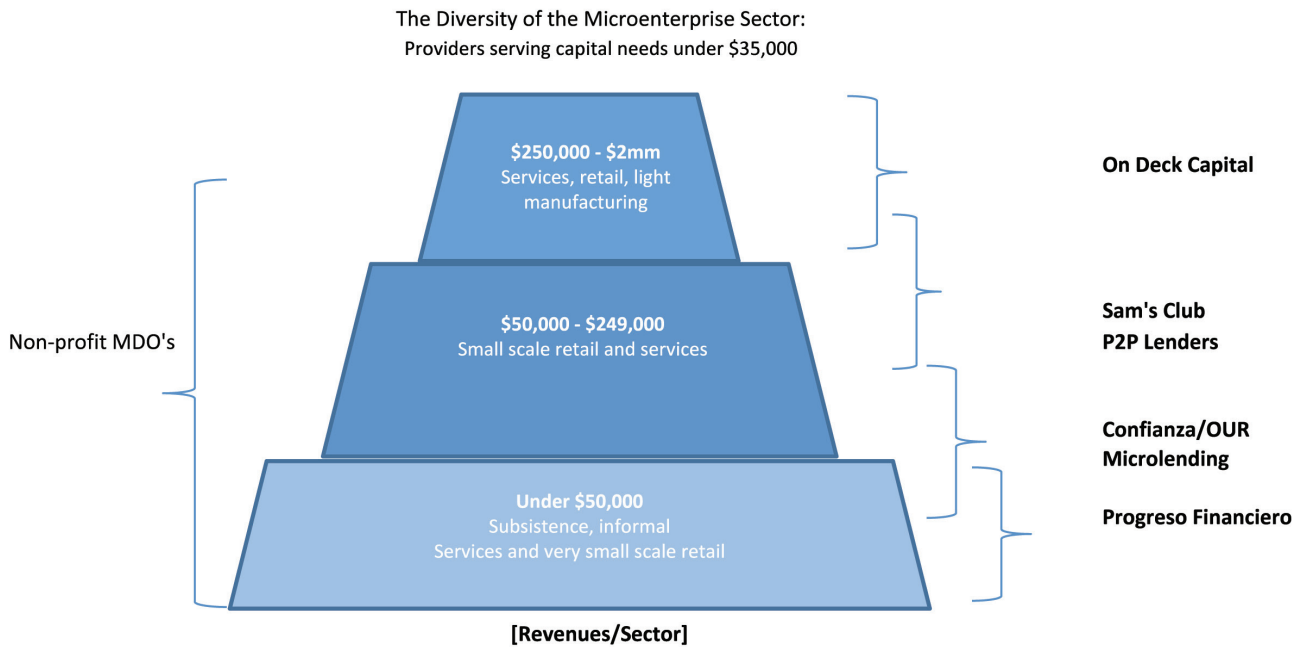 The Diversity of the Microenterprise Sector:
Providers serving capital needs under $35,000
$250,000 - $2mm
Services, retail, light
manufacturing
On Deck Capital
Non-profit MDO's
$50,000 - $249,000
Small scale retail and services
Sam's Club
P2P Lenders
Confianza/OUR
Microlending
Under $50,000
Subsistence, informal
Services and very small scale retail
Progreso Financiero
[Revenues/Sector]